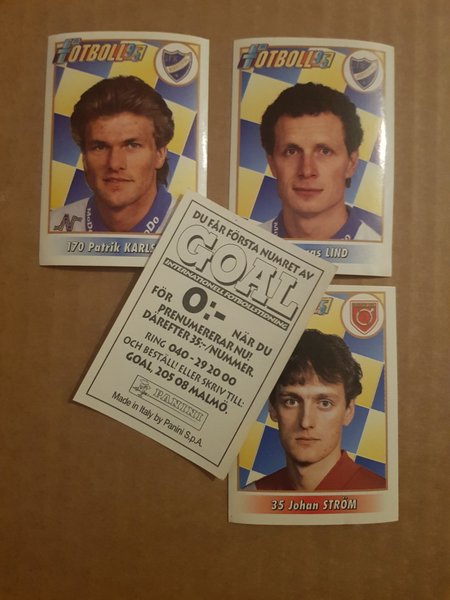 FOTBOLL 95
FOTBOLL 95
170 Patrik KARLS
LIND
DU FÅR FÖRSTA NUMRET AV
GOAL
INTERNATIONELL FOTBOLLSTIDNING
FÖR 0:- NÄR DU
PRENUMERERAR NU!
DÄREFTER 35:-/NUMMER.
RING 040 - 29 20 00
OCH BESTÄLL! ELLER SKRIV TILL:
GOAL, 205 08 MALMÖ.
PANINI
Made in Italy by Panini S.p.A.
95
35 Johan STRÖM